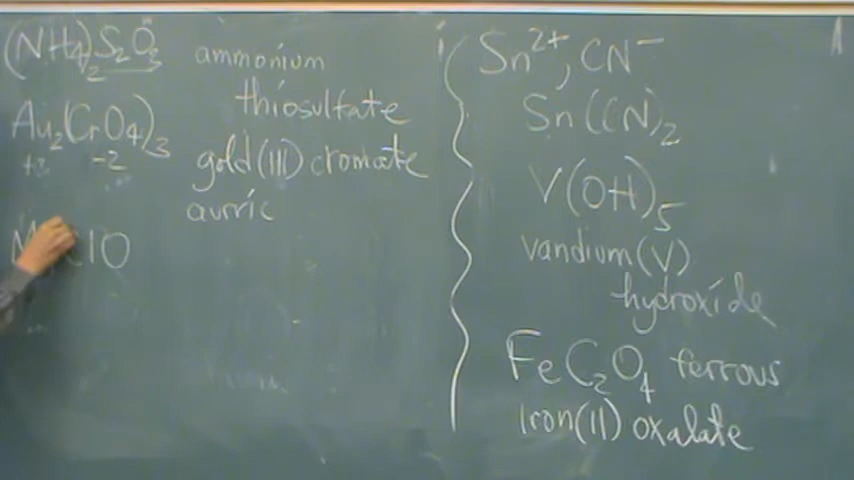 (NH4)2S2O3 ammonium
thiosulfate
Au2(CrO4)3 gold(III) cromate
+3 -2 auric
ClO
Sn2+, CN-
Sn(CN)2
V(OH)5
vandium(V)
hydroxide
FeC2O4 ferrous
Iron(II) oxalate